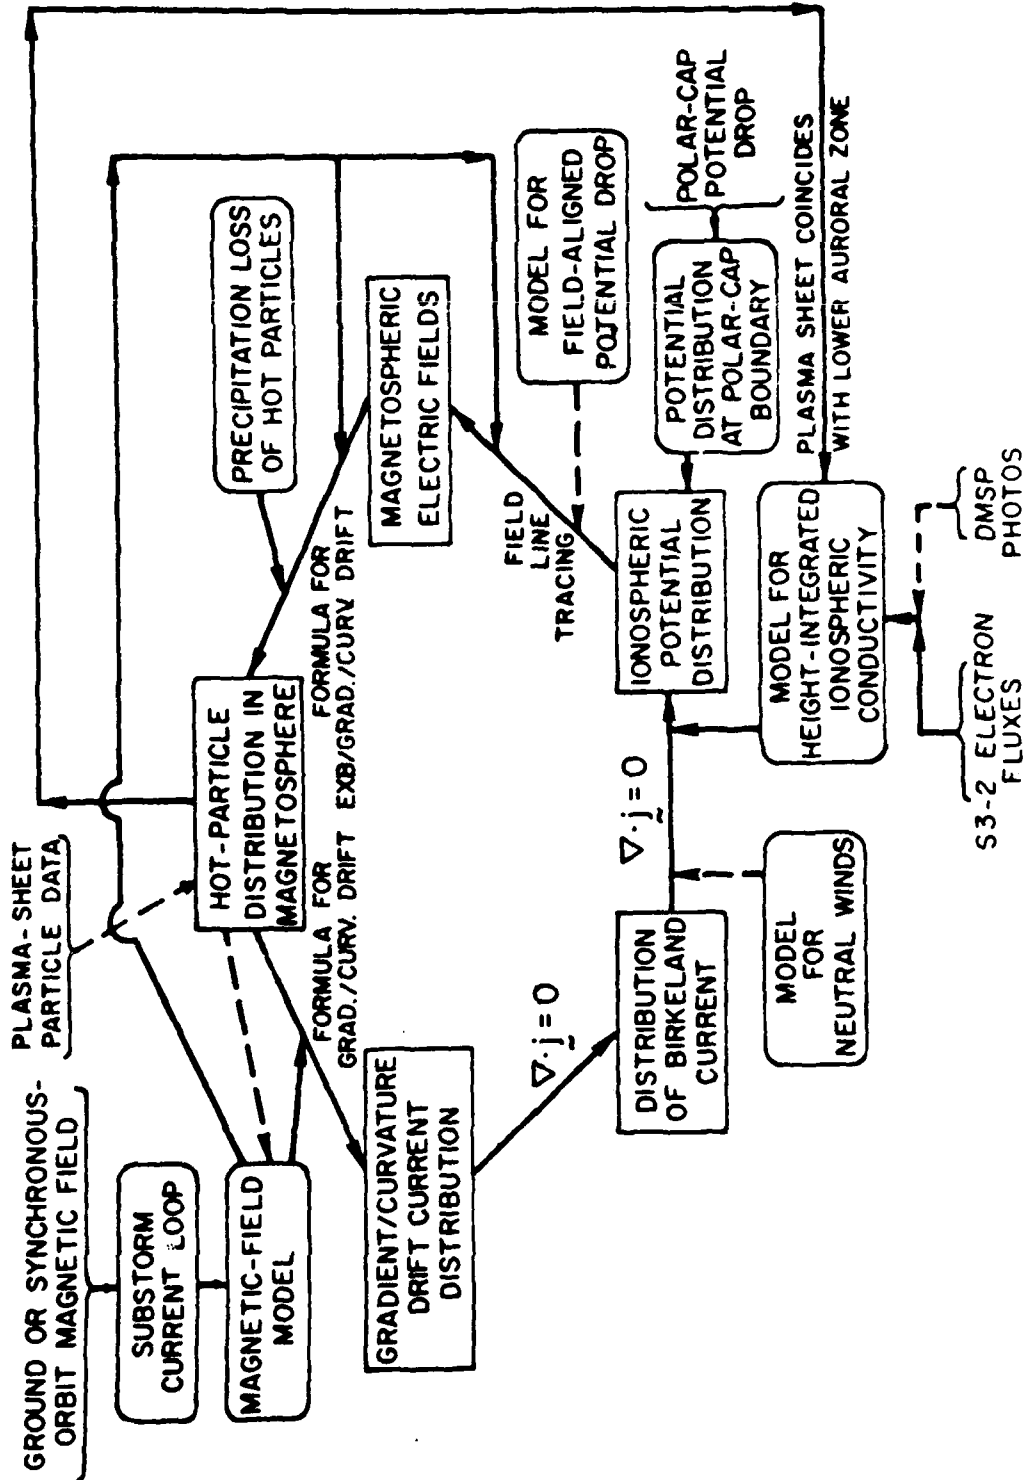 GROUND OR SYNCHRONOUS-
ORBIT MAGNETIC FIELD
SUBSTORM
CURRENT LOOP
MAGNETIC-FIELD
MODEL
PLASMA-SHEET
PARTICLE DATA
HOT-PARTICLE
DISTRIBUTION IN
MAGNETOSPHERE
PRECIPITATION LOSS
OF HOT PARTICLES
FORMULA FOR
GRAD./CURV. DRIFT
FORMULA FOR
EXB/GRAD./CURV DRIFT
GRADIENT/CURVATURE
DRIFT CURRENT
DISTRIBUTION
MAGNETOSPHERIC
ELECTRIC FIELDS
∇·j = 0
FIELD
LINE
TRACING
MODEL FOR
FIELD-ALIGNED
POTENTIAL DROP
DISTRIBUTION
OF BIRKELAND
CURRENT
∇·j = 0
IONOSPHERIC
POTENTIAL
DISTRIBUTION
POTENTIAL
DISTRIBUTION
AT POLAR-CAP
BOUNDARY
POLAR-CAP
POTENTIAL
DROP
MODEL
FOR
NEUTRAL WINDS
MODEL FOR
HEIGHT-INTEGRATED
IONOSPHERIC
CONDUCTIVITY
PLASMA SHEET COINCIDES
WITH LOWER AURORAL ZONE
S3-2 ELECTRON
FLUXES
DMSP
PHOTOS